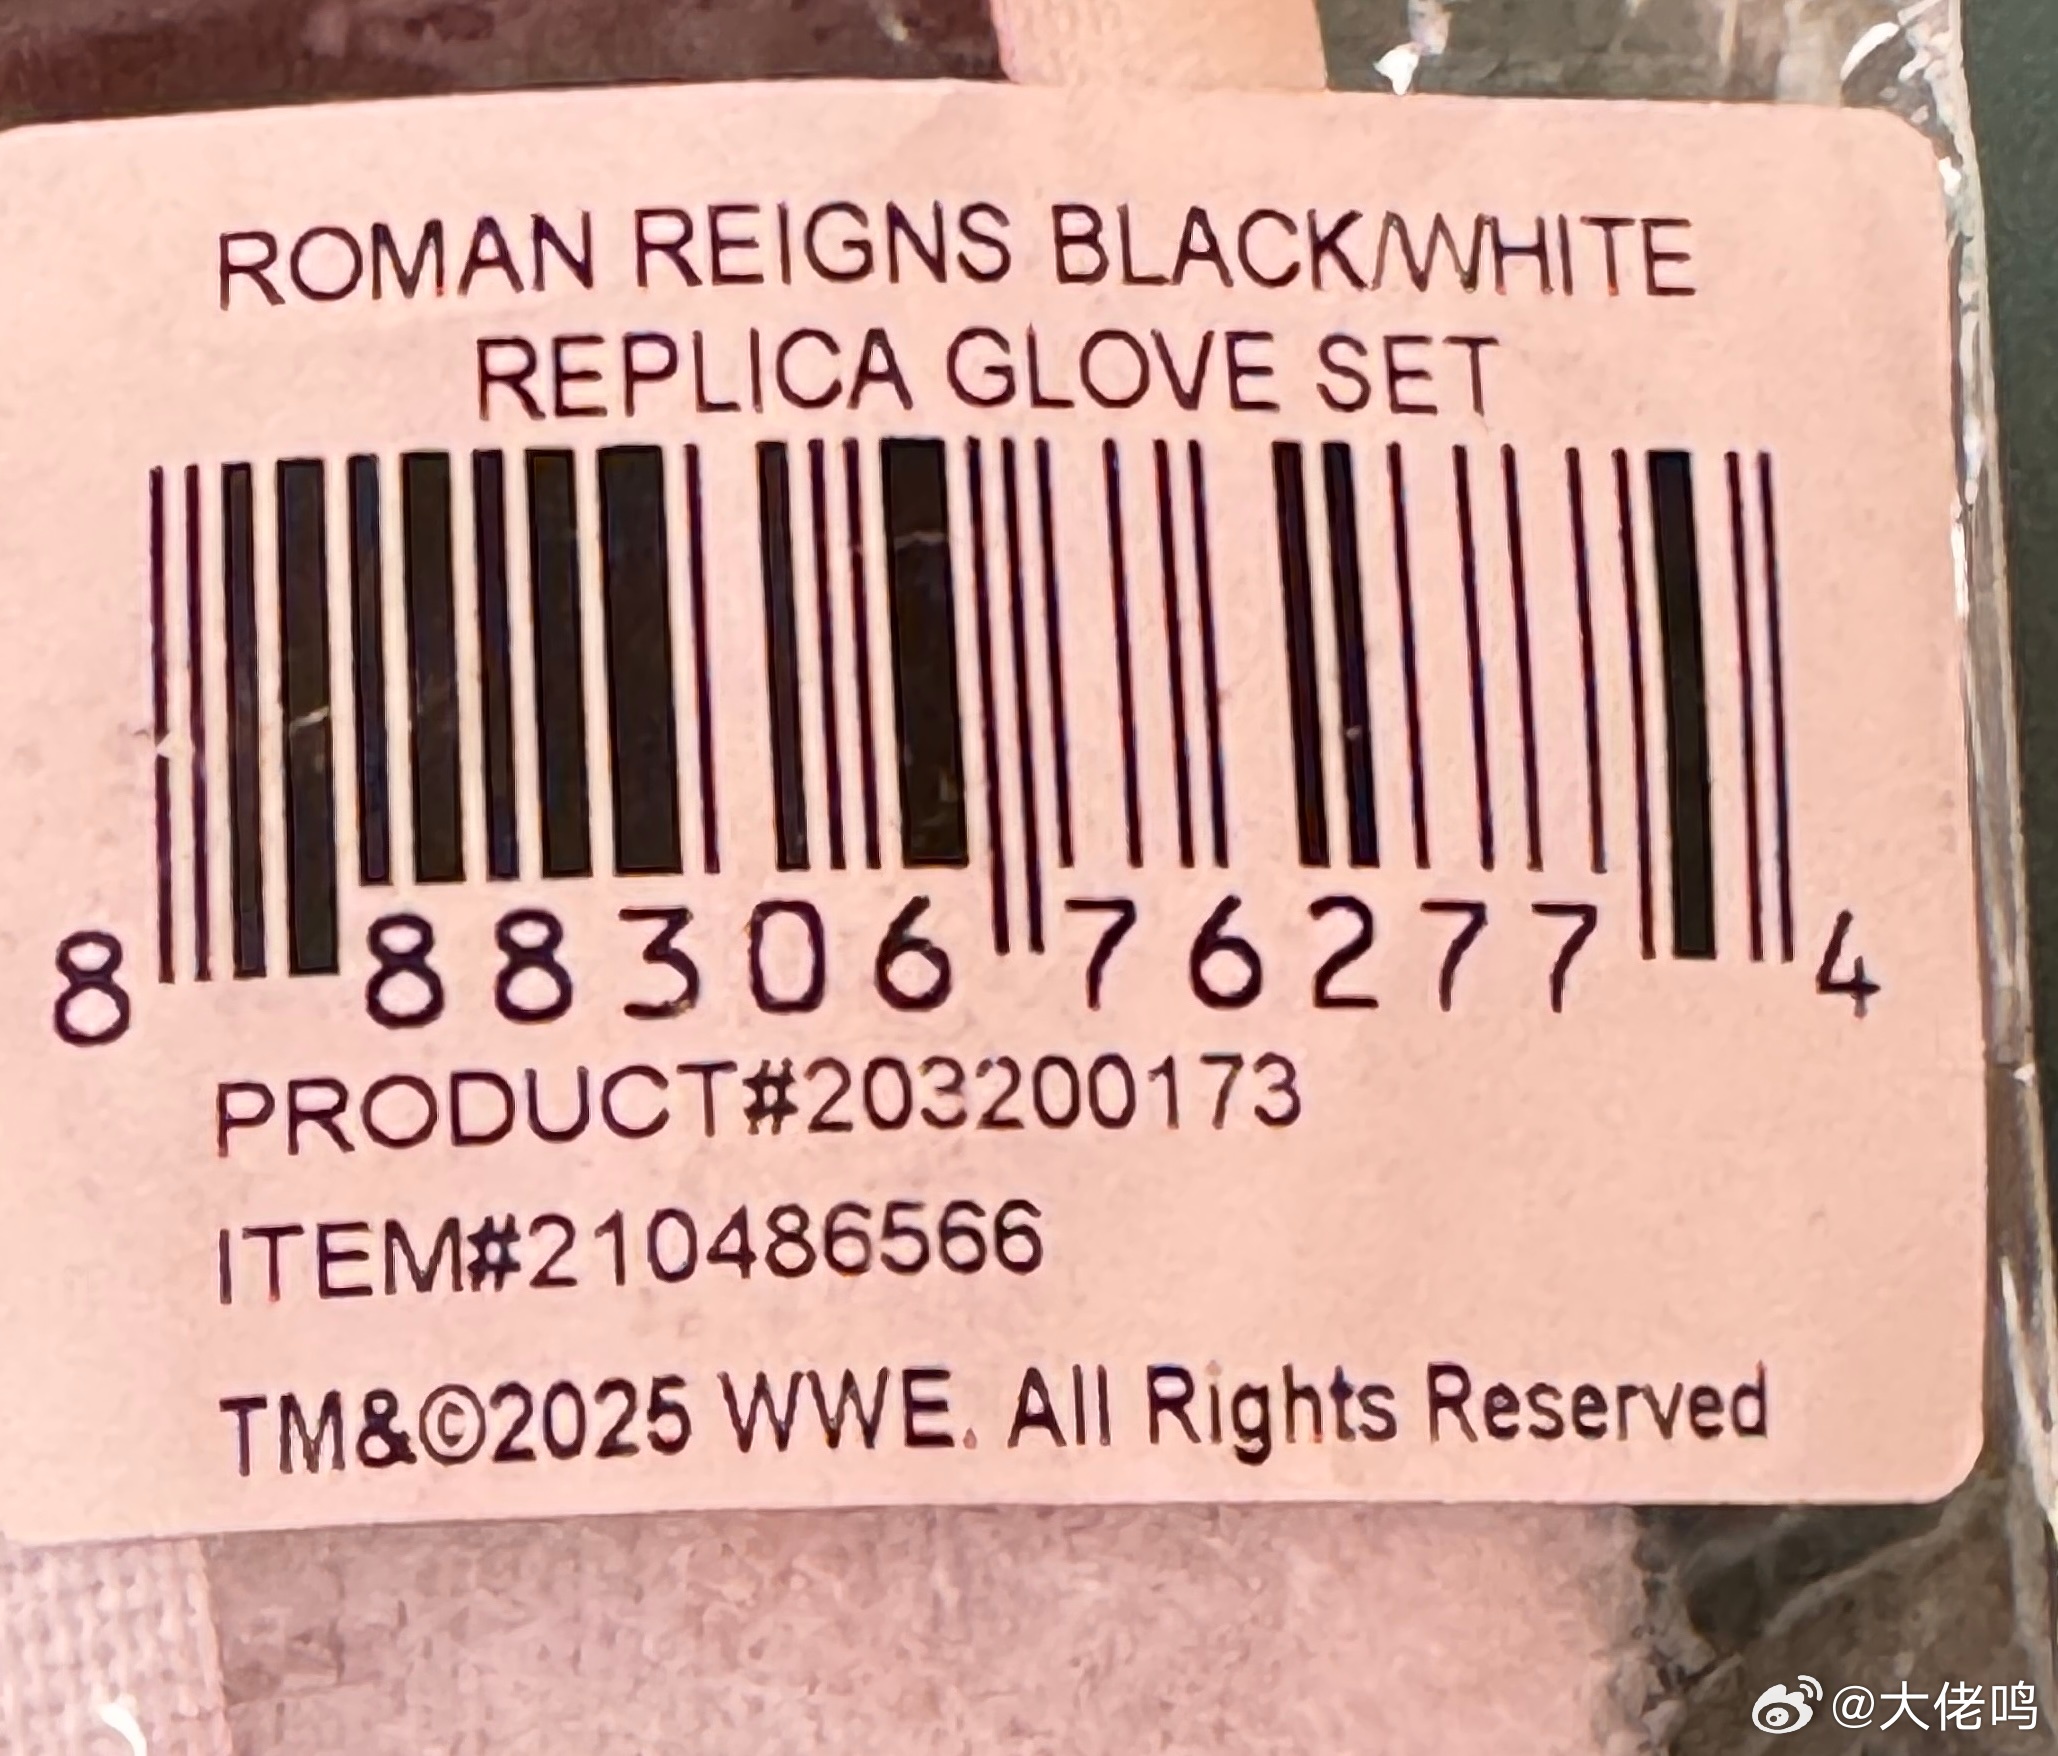 ROMAN REIGNS BLACK/WHITE
REPLICA GLOVE SET
8 88306 76277 4
PRODUCT#203200173
ITEM#210486566
TM&©2025 WWE. All Rights Reserved
@大佬鸣